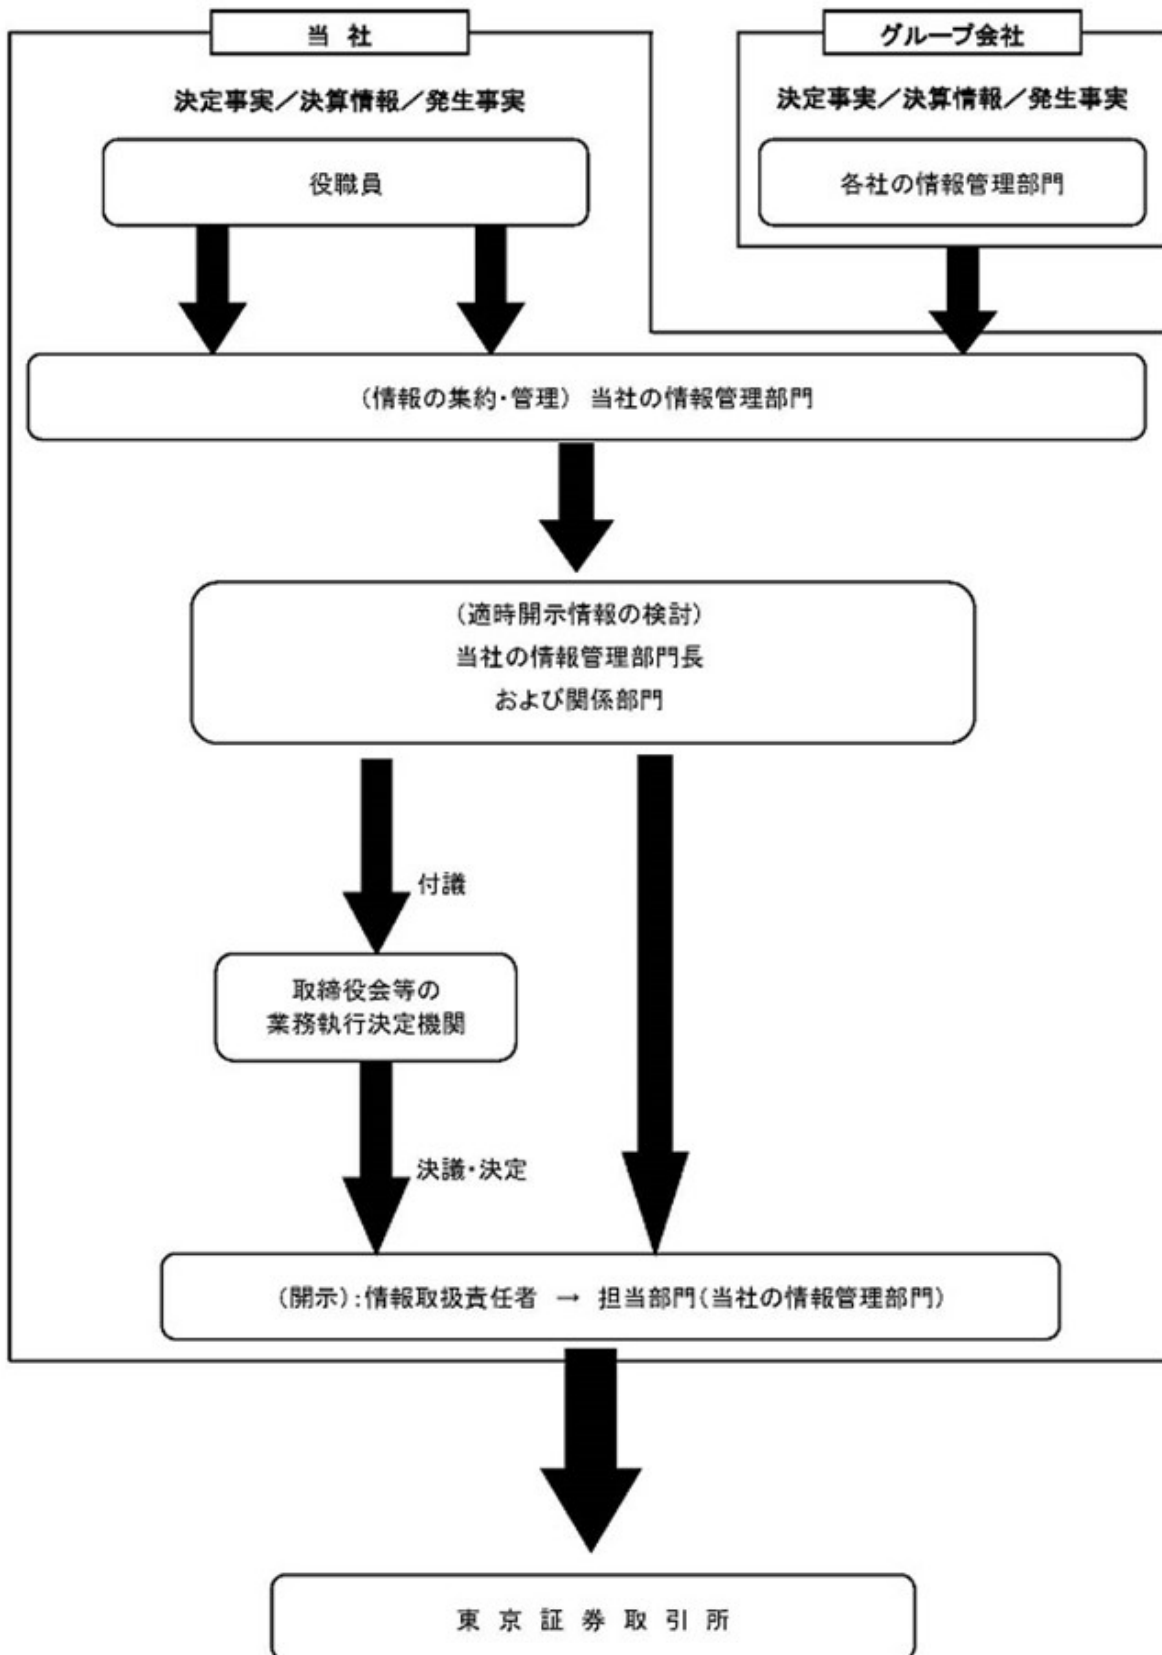 当 社
グループ会社
決定事実／決算情報／発生事実
決定事実／決算情報／発生事実
役職員
各社の情報管理部門
(情報の集約・管理) 当社の情報管理部門
(適時開示情報の検討)
当社の情報管理部門長
および関係部門
付議
取締役会等の
業務執行決定機関
決議・決定
(開示):情報取扱責任者 → 担当部門(当社の情報管理部門)
東 京 証 券 取 引 所